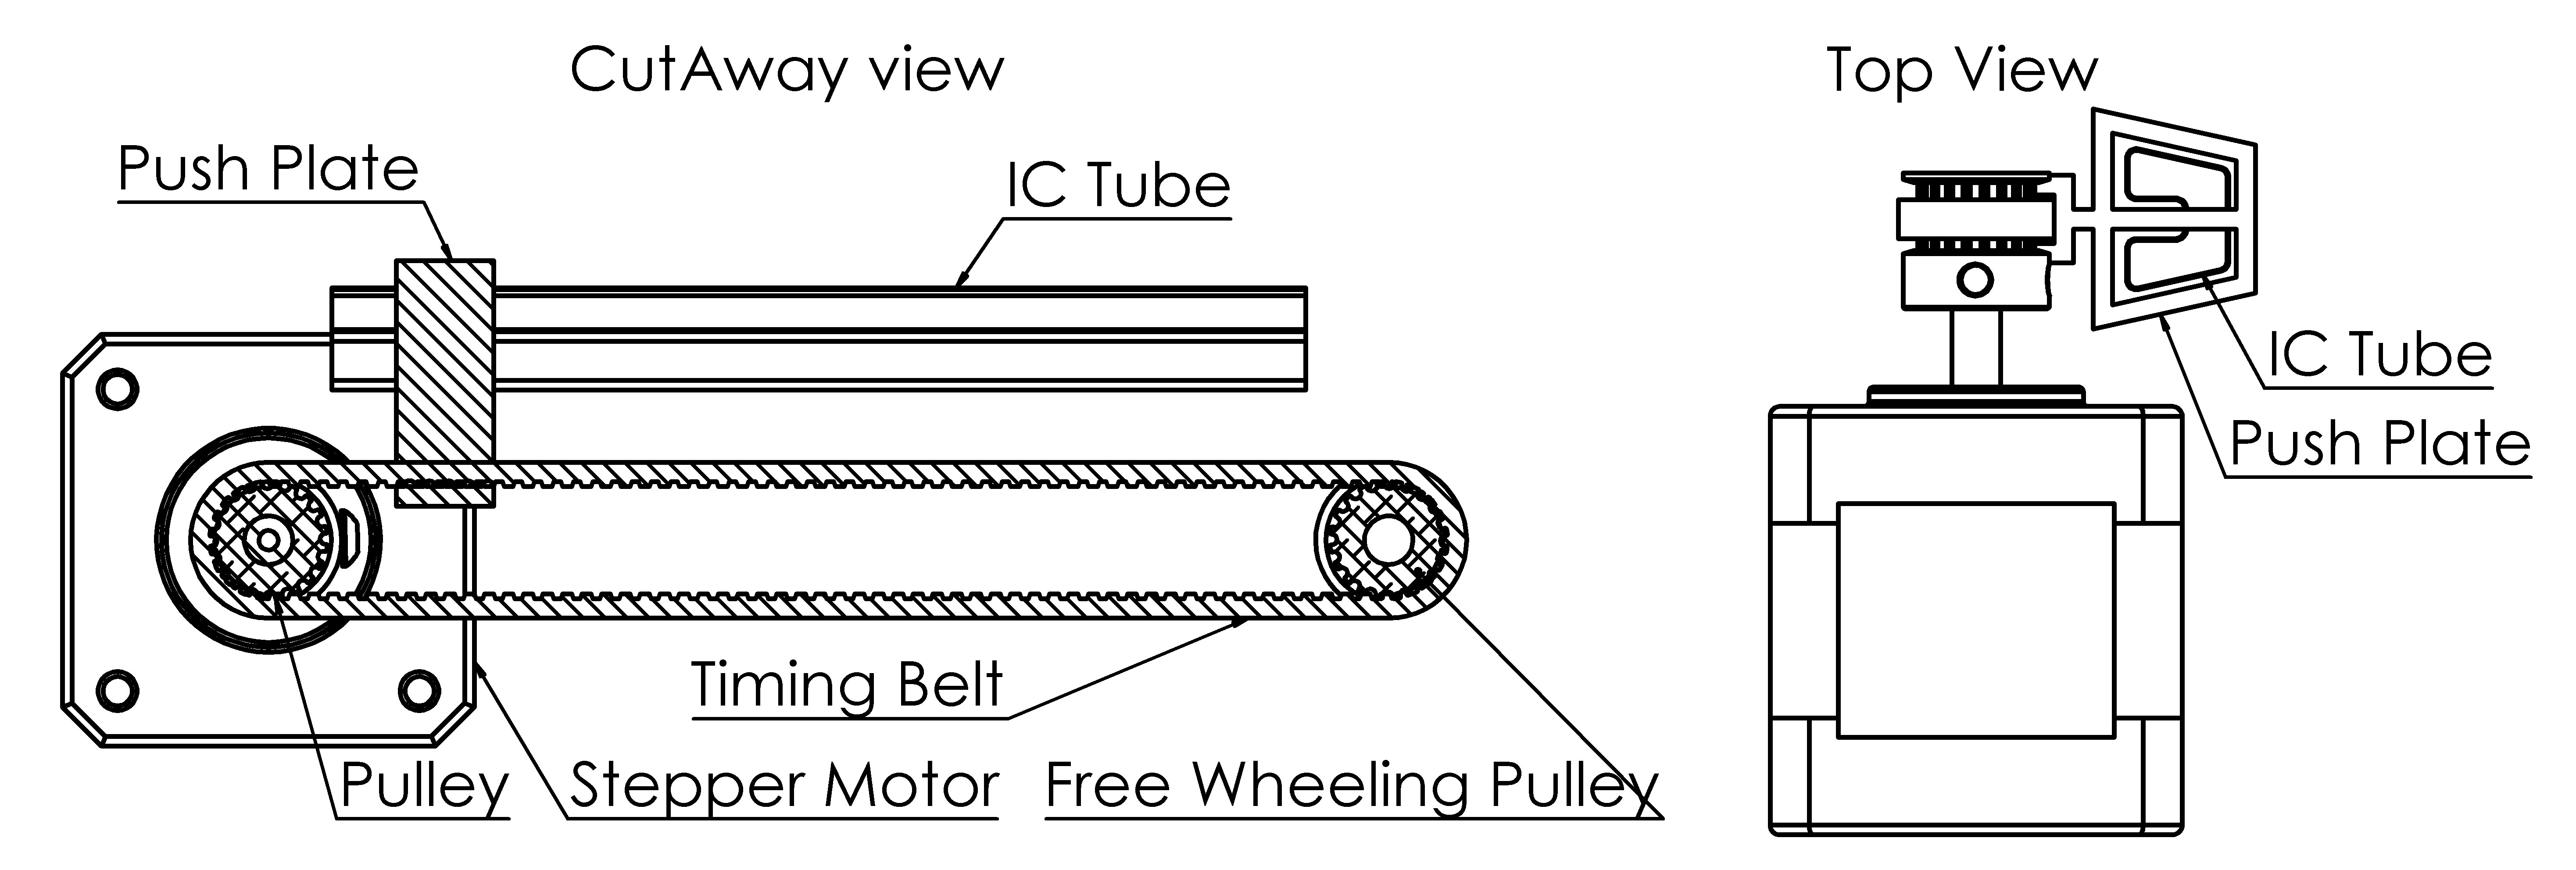 CutAway view
Top View
Push Plate
IC Tube
IC Tube
Push Plate
Timing Belt
Pulley
Stepper Motor
Free Wheeling Pulley